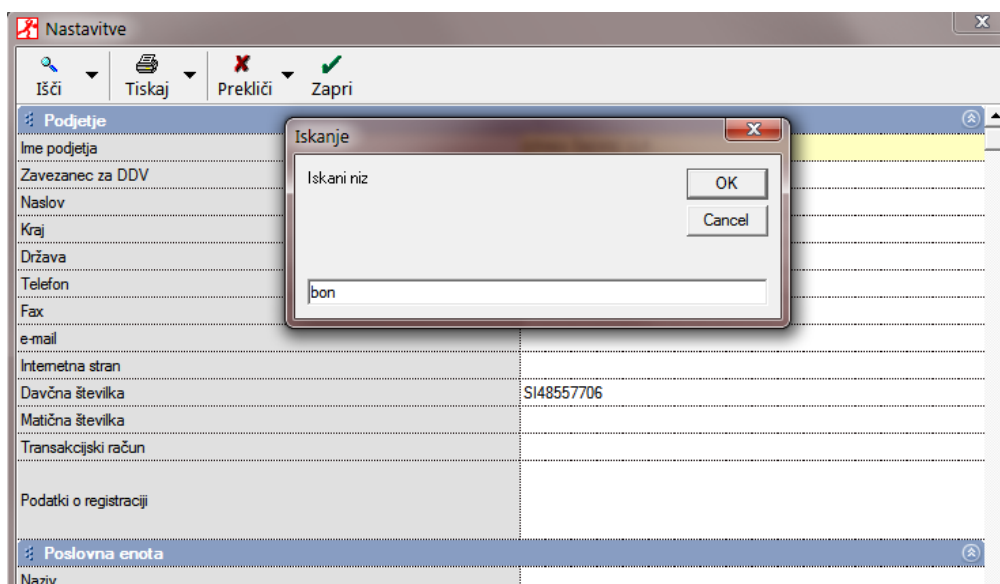 Nastavitve
Išči
Tiskaj
Prekliči
Zapri
Podjetje
Ime podjetja
Zavezanec za DDV
Naslov
Kraj
Država
Telefon
Fax
e-mail
Internetna stran
Davčna številka SI48557706
Matična številka
Transakcijski račun
Podatki o registraciji
Poslovna enota
Naziv
Iskanje
Iskani niz
OK
Cancel
bon